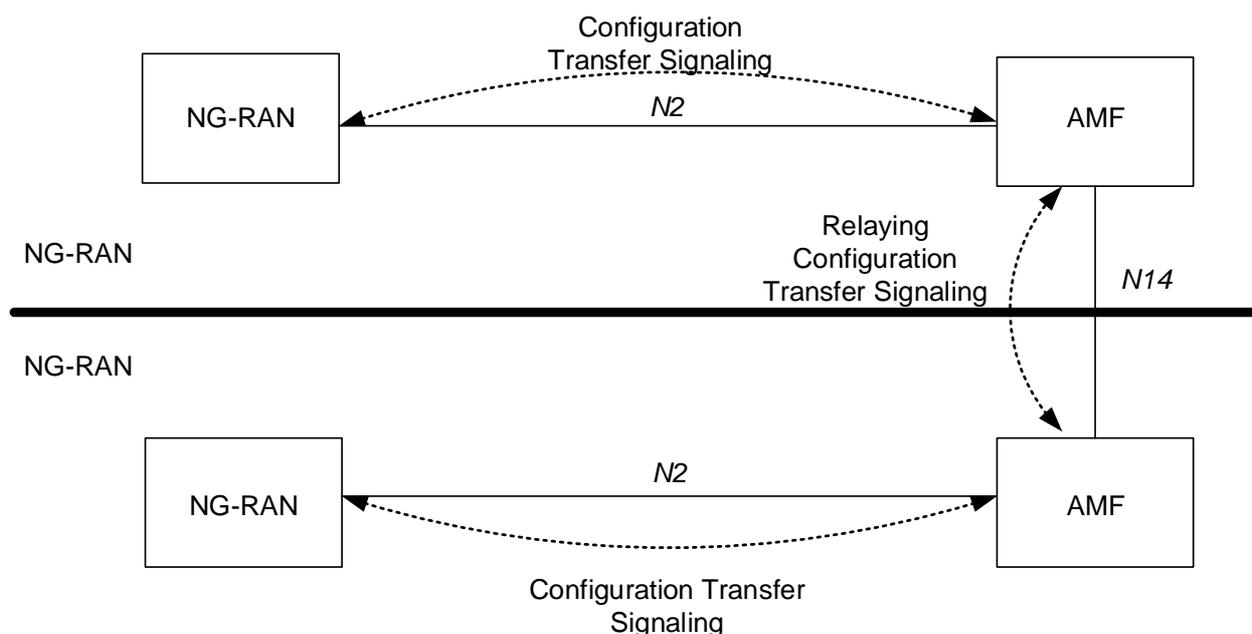 Configuration
Transfer Signaling
N2
NG-RAN
AMF
Relaying
Configuration
Transfer Signaling
N14
NG-RAN
NG-RAN
N2
NG-RAN
AMF
Configuration Transfer
Signaling